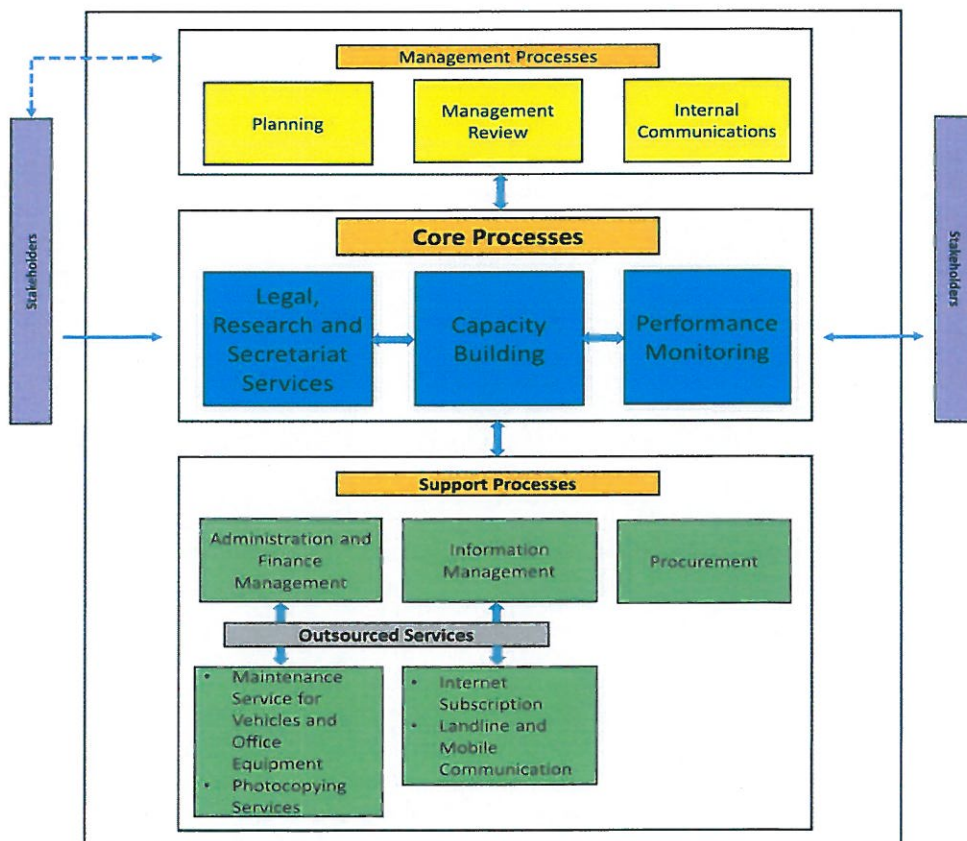 Management Processes
Planning
Management
Review
Internal
Communications
Stakeholders
Stakeholders
Core Processes
Legal,
Research and
Secretariat
Services
Capacity
Building
Performance
Monitoring
Support Processes
Administration and
Finance
Management
Information
Management
Procurement
Outsourced Services
• Maintenance
Service for
Vehicles and
Office
Equipment
• Photocopying
Services
• Internet
Subscription
• Landline and
Mobile
Communication